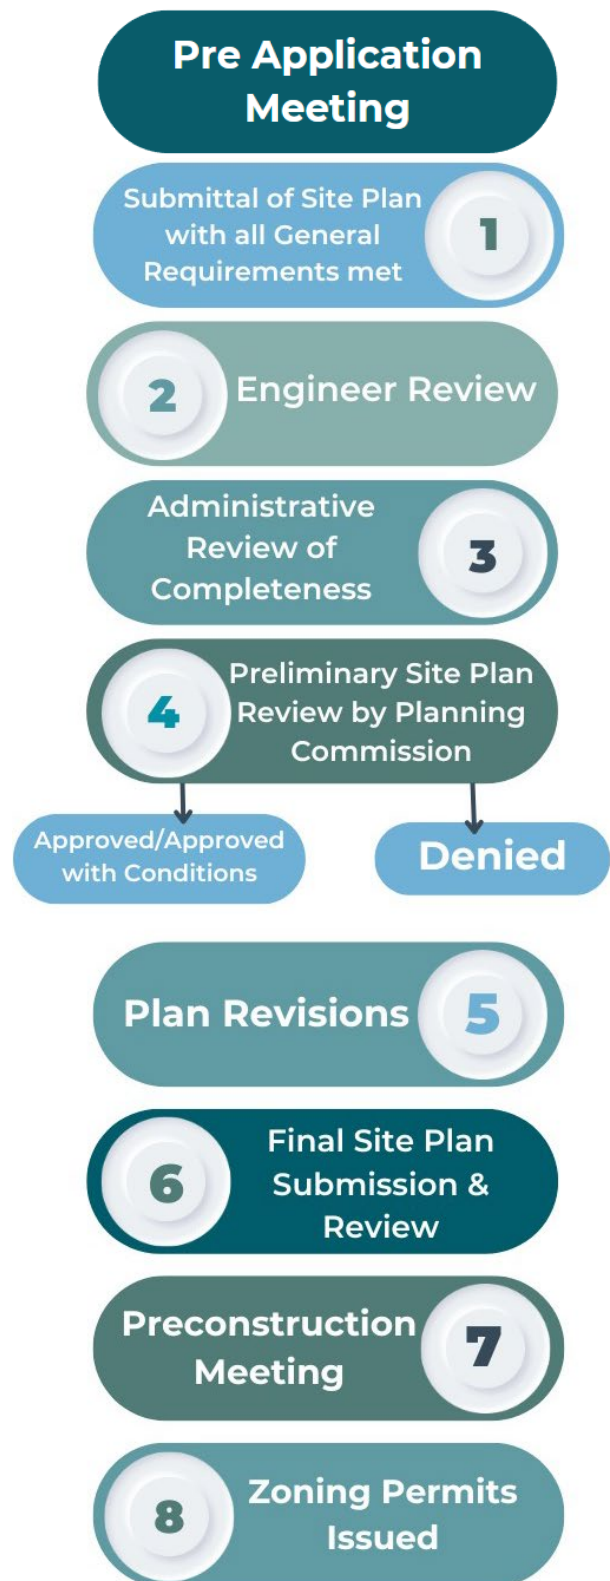 Pre Application
Meeting
Submittal of Site Plan
with all General
Requirements met
1
2
Engineer Review
Administrative
Review of
Completeness
3
4
Preliminary Site Plan
Review by Planning
Commission
Approved/Approved
with Conditions
Denied
Plan Revisions
5
6
Final Site Plan
Submission &
Review
Preconstruction
Meeting
7
8
Zoning Permits
Issued